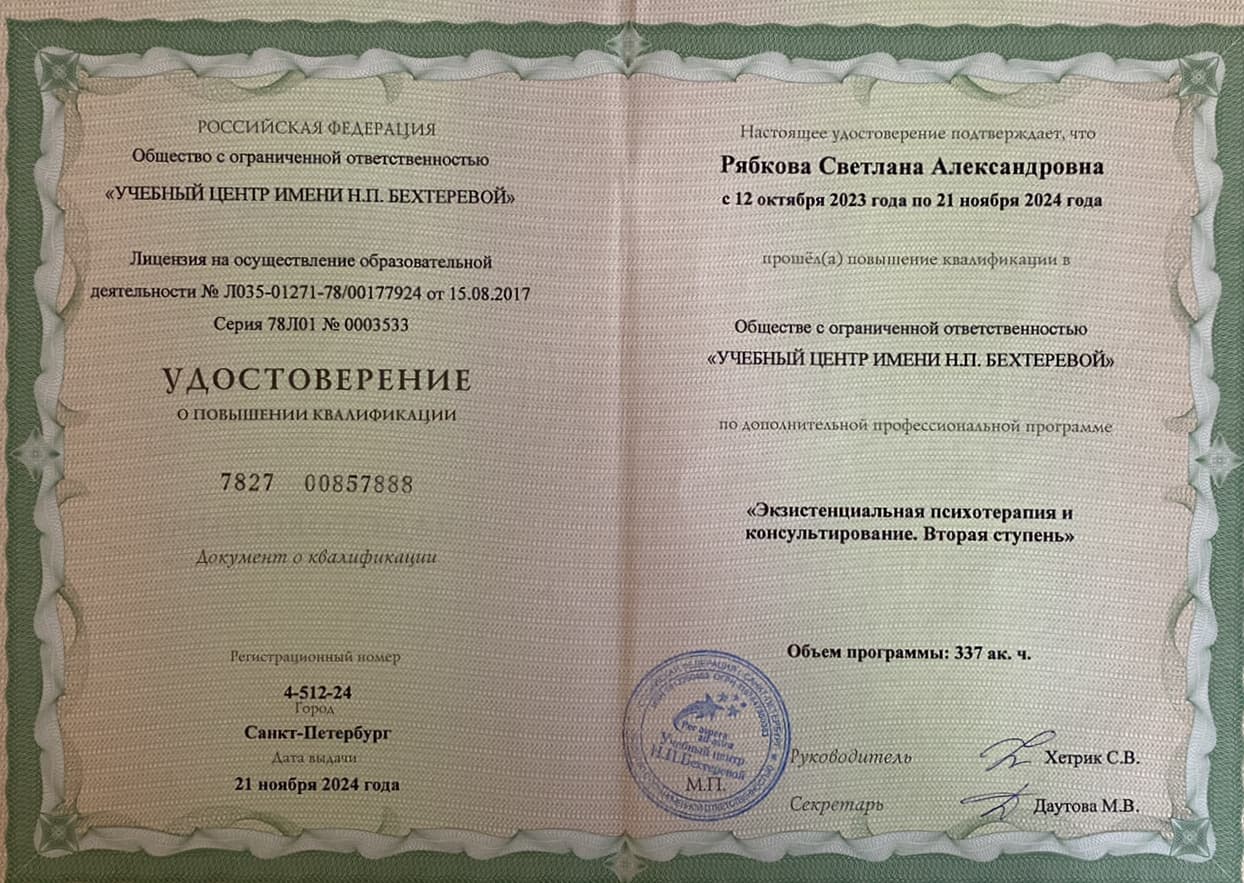 РОССИЙСКАЯ ФЕДЕРАЦИЯ
Общество с ограниченной ответственностью
«УЧЕБНЫЙ ЦЕНТР ИМЕНИ Н.П. БЕХТЕРЕВОЙ»
Лицензия на осуществление образовательной
деятельности № Л035-01271-78/00177924 от 15.08.2017
Серия 78Л01 № 0003533
УДОСТОВЕРЕНИЕ
О ПОВЫШЕНИИ КВАЛИФИКАЦИИ
7827 00857888
Документ о квалификации
Регистрационный номер
4-512-24
Город
Санкт-Петербург
Дата выдачи
21 ноября 2024 года
Настоящее удостоверение подтверждает, что
Рябкова Светлана Александровна
с 12 октября 2023 года по 21 ноября 2024 года
прошёл(а) повышение квалификации в
Обществе с ограниченной ответственностью
«УЧЕБНЫЙ ЦЕНТР ИМЕНИ Н.П. БЕХТЕРЕВОЙ»
по дополнительной профессиональной программе
«Экзистенциальная психотерапия и
консультирование. Вторая ступень»
Объем программы: 337 ак. ч.
Per aspera
ad astra
Учебный центр
Н.П.Бехтеревой
М.П.
Руководитель Хетрик С.В.
Секретарь Даутова М.В.